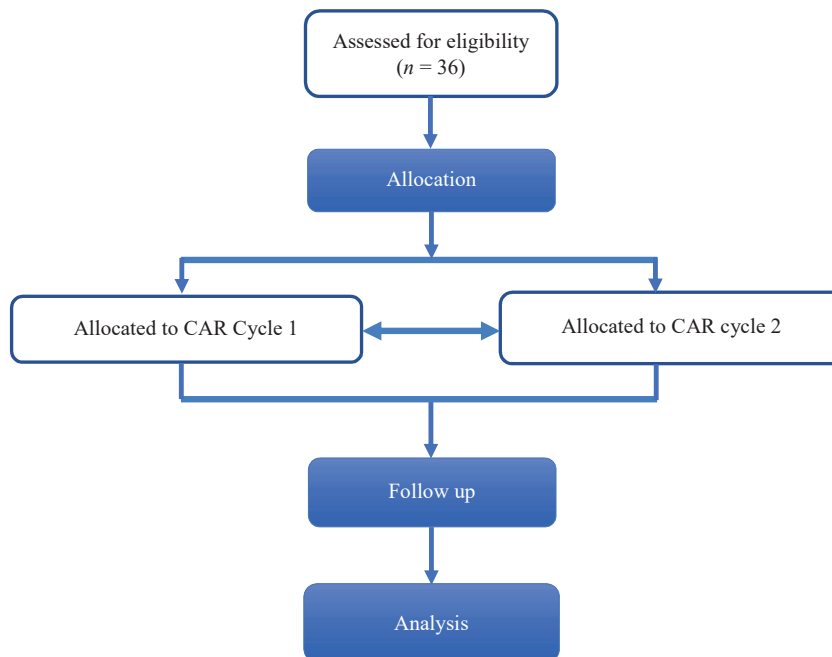 Assessed for eligibility
(n = 36)
Allocation
Allocated to CAR Cycle 1
Allocated to CAR cycle 2
Follow up
Analysis